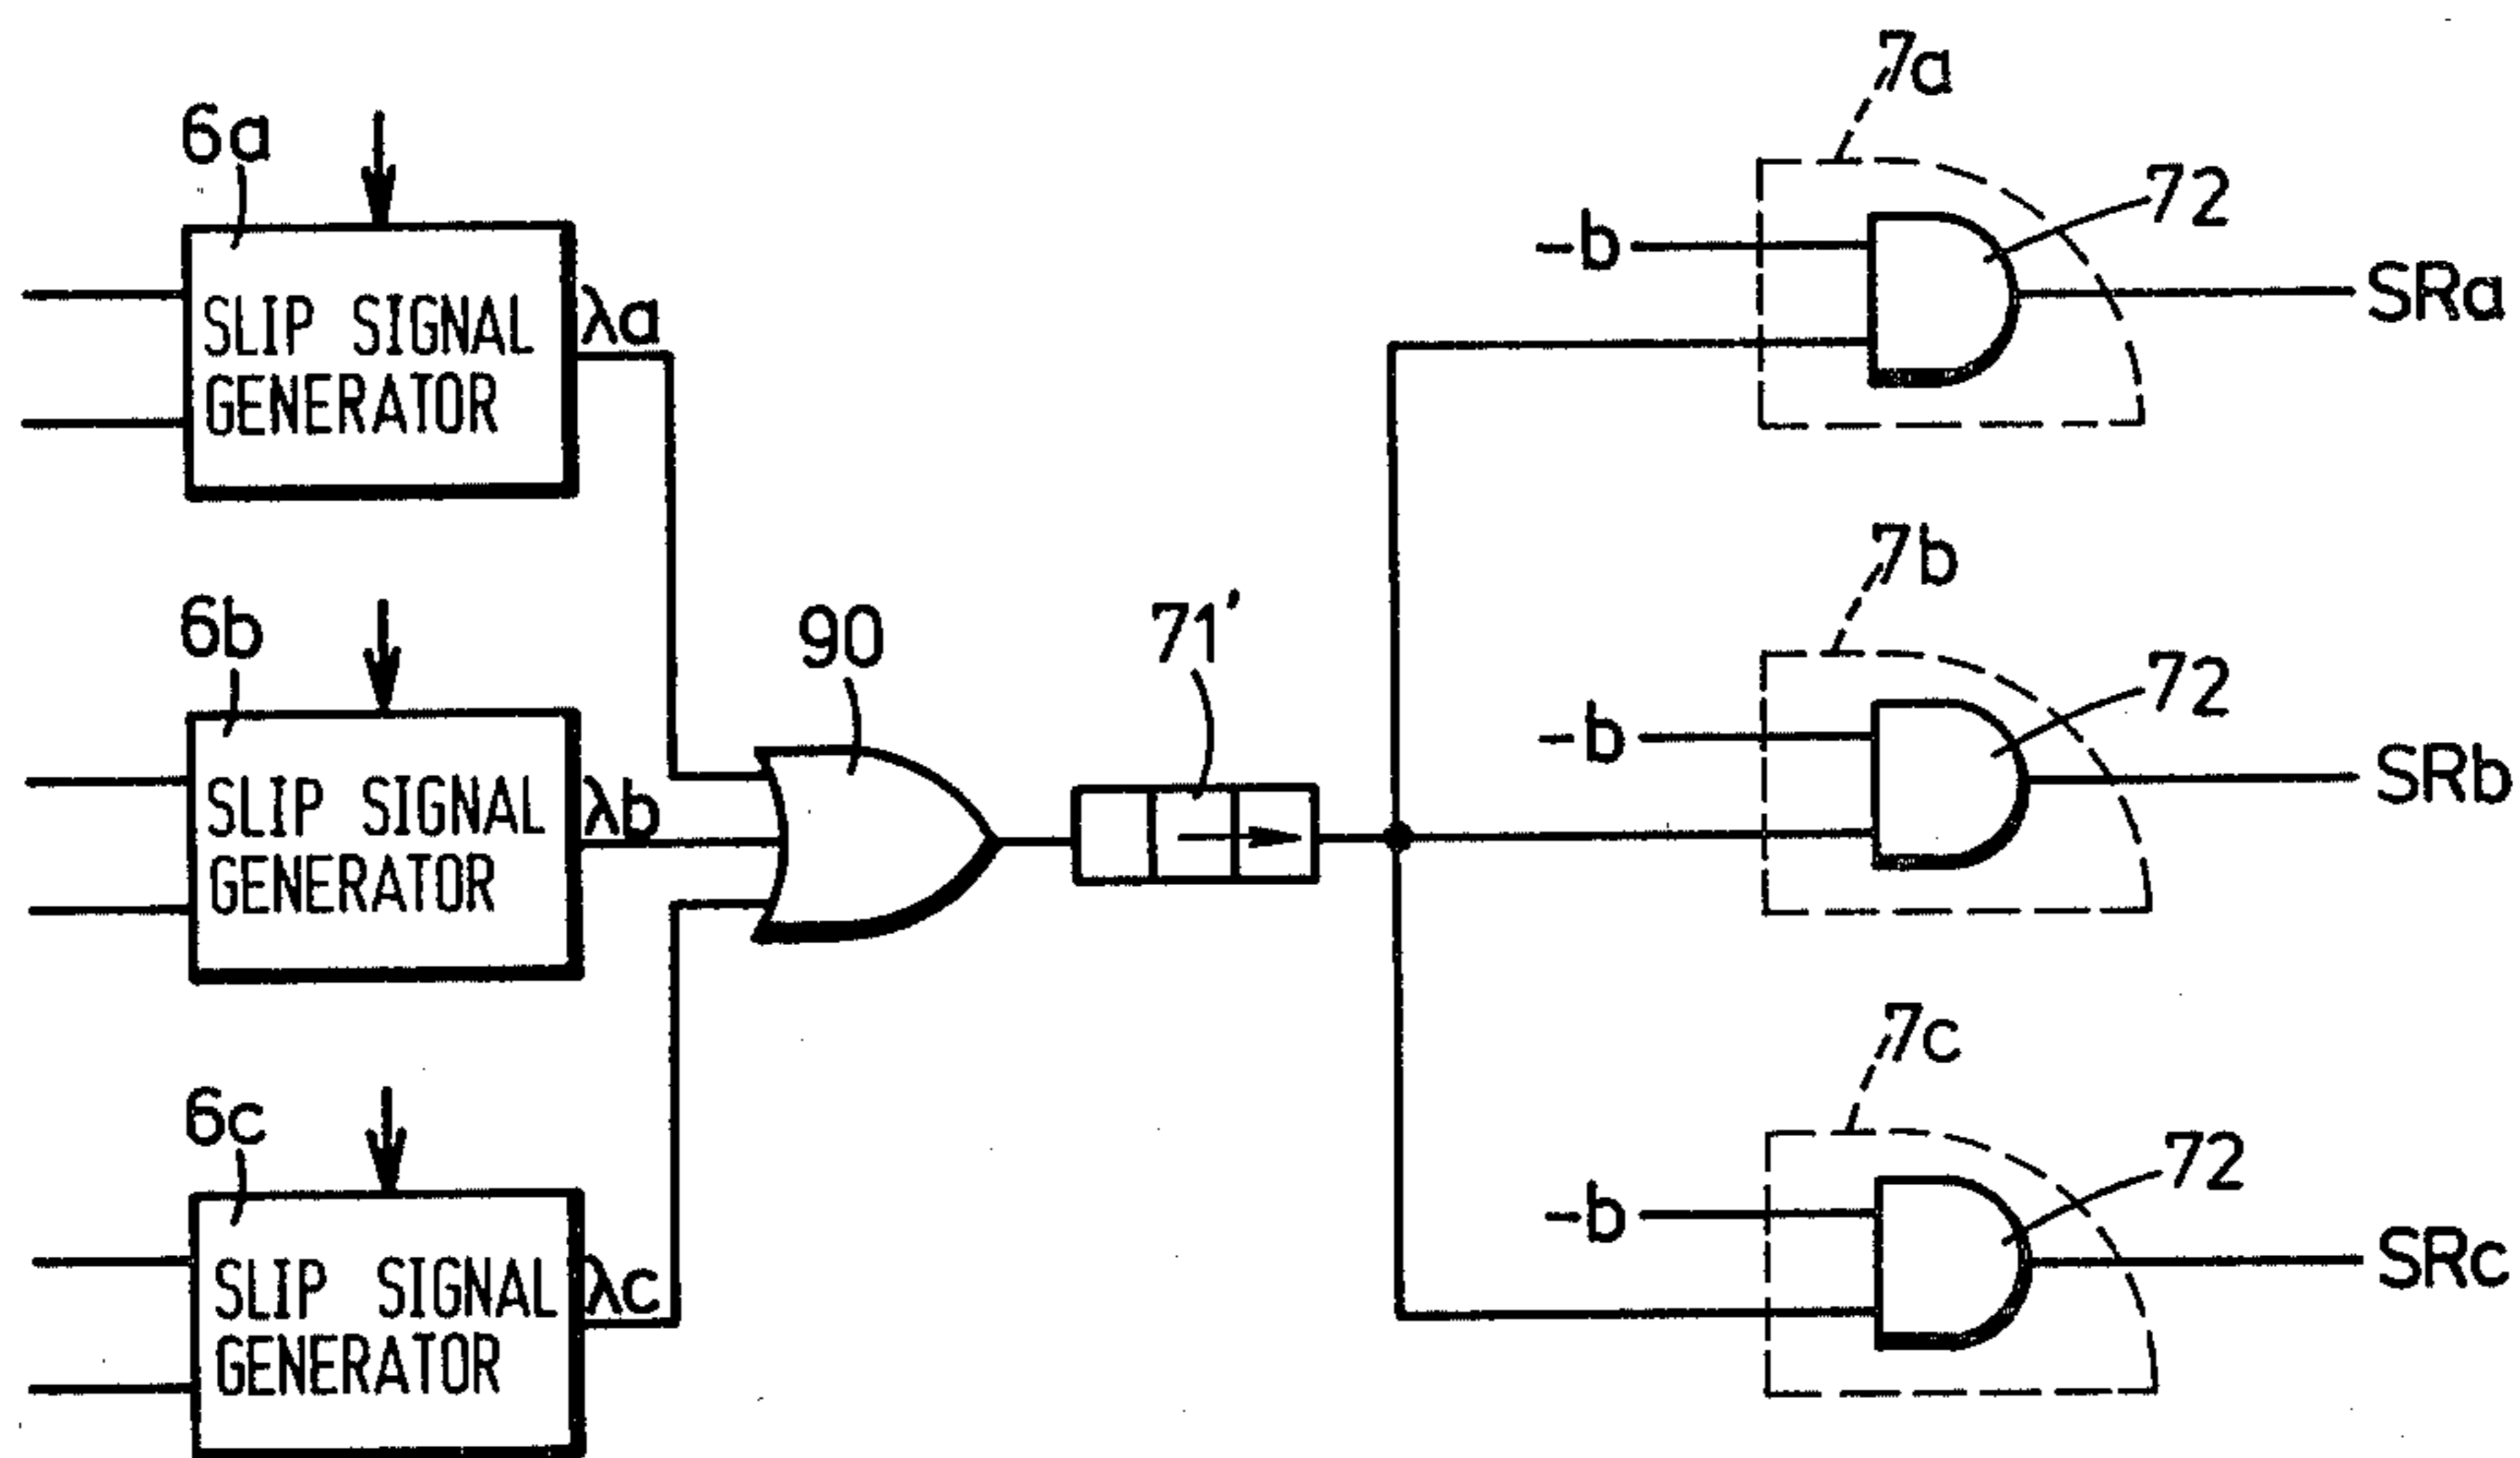 7a
6a
72
-b
SRa
SLIP SIGNAL
GENERATOR
λa
7b
6b
90
71'
72
-b
SRb
SLIP SIGNAL
GENERATOR
λb
7c
6c
72
-b
SRc
SLIP SIGNAL
GENERATOR
λc